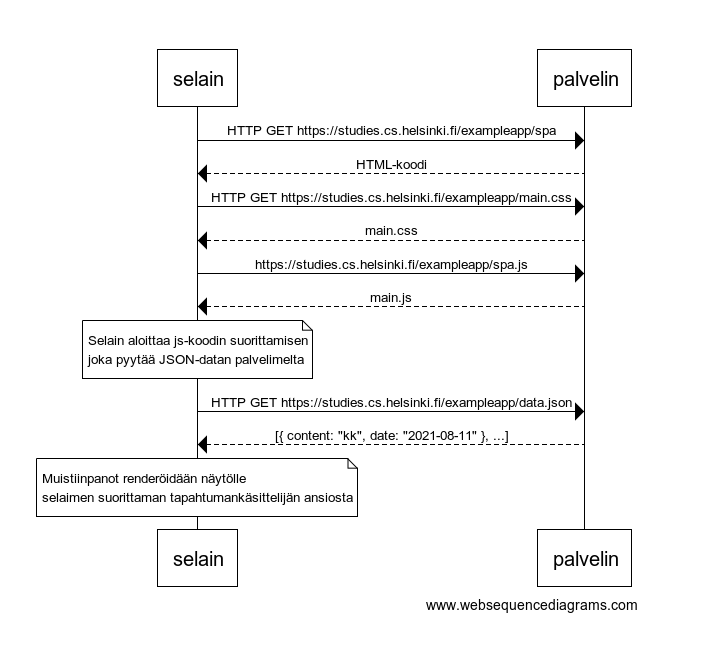 selain palvelin
HTTP GET https://studies.cs.helsinki.fi/exampleapp/spa
HTML-koodi
HTTP GET https://studies.cs.helsinki.fi/exampleapp/main.css
main.css
https://studies.cs.helsinki.fi/exampleapp/spa.js
main.js
Selain aloittaa js-koodin suorittamisen
joka pyytää JSON-datan palvelimelta
HTTP GET https://studies.cs.helsinki.fi/exampleapp/data.json
[{ content: "kk", date: "2021-08-11" }, ...]
Muistiinpanot renderöidään näytölle
selaimen suorittaman tapahtumankäsittelijän ansiosta
selain palvelin
www.websequencediagrams.com